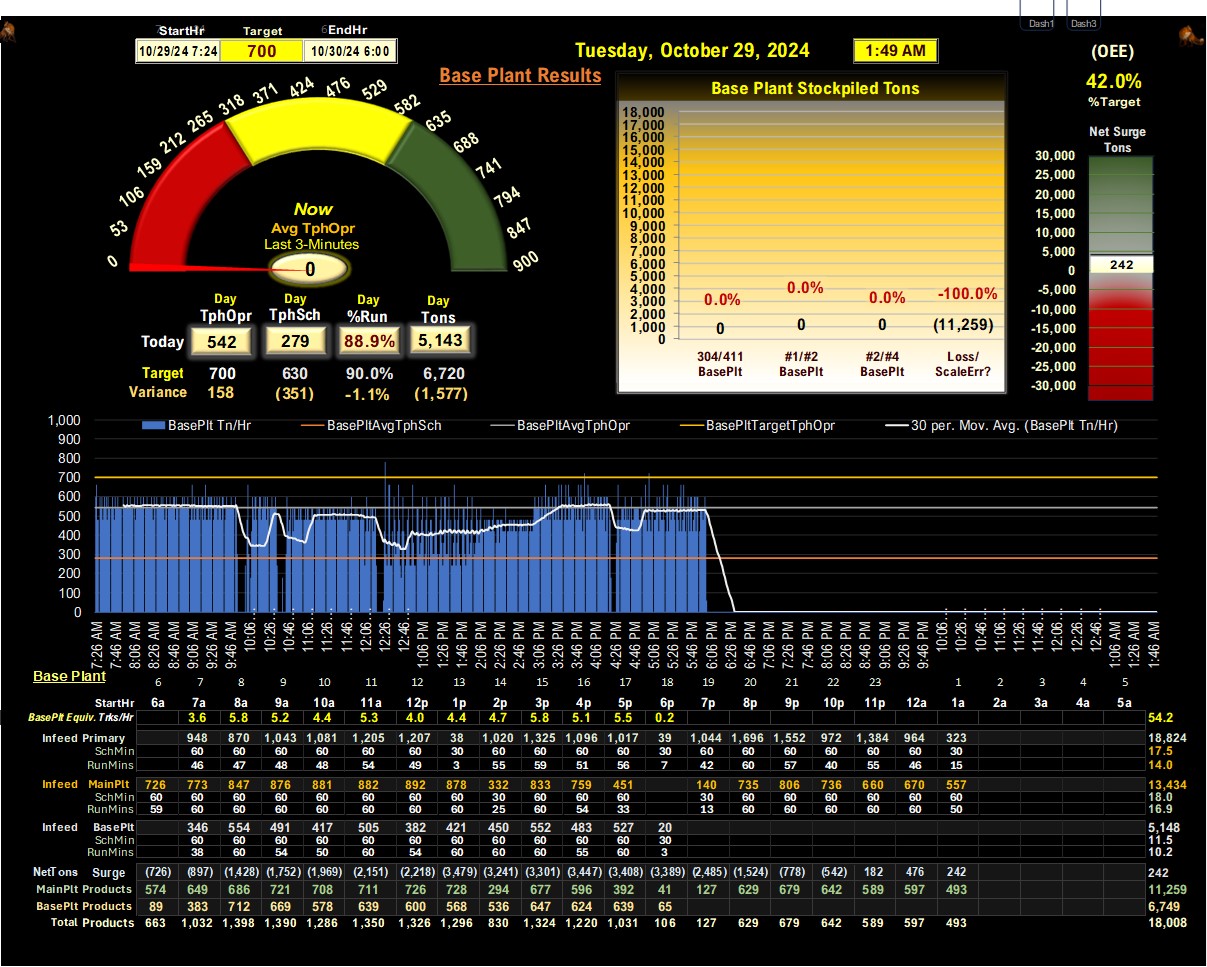 Dash1 Dash3
StartHr Target EndHr
10/29/24 7:24 700 10/30/24 6:00
Tuesday, October 29, 2024 1:49 AM
(OEE)
42.0%
%Target
Base Plant Results
0 53 106 159 212 265 318 371 424 476 529 582 635 688 741 794 847 900
Now
Avg TphOpr
Last 3-Minutes
0
Day Day Day Day
TphOpr TphSch %Run Tons
Today 542 279 88.9% 5,143
Target 700 630 90.0% 6,720
Variance 158 (351) -1.1% (1,577)
Base Plant Stockpiled Tons
18,000
17,000
16,000
15,000
14,000
13,000
12,000
11,000
10,000
9,000
8,000
7,000
6,000
5,000
4,000
3,000
2,000
1,000
0
0.0% 0.0% 0.0% -100.0%
0 0 0 (11,259)
304/411 #1/#2 #2/#4 Loss/
BasePlt BasePlt BasePlt ScaleErr?
Net Surge
Tons
30,000
25,000
20,000
15,000
10,000
5,000
0
-5,000
-10,000
-15,000
-20,000
-25,000
-30,000
242
BasePlt Tn/Hr BasePltAvgTphSch BasePltAvgTphOpr BasePltTargetTphOpr 30 per. Mov. Avg. (BasePlt Tn/Hr)
1,000
900
800
700
600
500
400
300
200
100
0
7:26 AM 7:46 AM 8:06 AM 8:26 AM 8:46 AM 9:06 AM 9:26 AM 9:46 AM 10:06... 10:26... 10:46... 11:06... 11:26... 11:46... 12:06... 12:26... 12:46... 1:06 PM 1:26 PM 1:46 PM 2:06 PM 2:26 PM 2:46 PM 3:06 PM 3:26 PM 3:46 PM 4:06 PM 4:26 PM 4:46 PM 5:06 PM 5:26 PM 5:46 PM 6:06 PM 6:26 PM 6:46 PM 7:06 PM 7:26 PM 7:46 PM 8:06 PM 8:26 PM 8:46 PM 9:06 PM 9:26 PM 9:46 PM 10:06... 10:26... 10:46... 11:06... 11:26... 11:46... 12:06... 12:26... 12:46... 1:06 AM 1:26 AM 1:46 AM
Base Plant
6 7 8 9 10 11 12 13 14 15 16 17 18 19 20 21 22 23 1 2 3 4 5
StartHr 6a 7a 8a 9a 10a 11a 12p 1p 2p 3p 4p 5p 6p 7p 8p 9p 10p 11p 12a 1a 2a 3a 4a 5a
BasePlt Equiv. Trks/Hr 3.6 5.8 5.2 4.4 5.3 4.0 4.4 4.7 5.8 5.1 5.5 0.2 54.2
Infeed Primary 948 870 1,043 1,081 1,205 1,207 38 1,020 1,325 1,096 1,017 39 1,044 1,696 1,552 972 1,384 964 323 18,824
SchMin 60 60 60 60 60 60 30 60 60 60 60 30 60 60 60 60 60 60 30 17.5
RunMins 46 47 48 48 54 49 3 55 59 51 56 7 42 60 57 40 55 46 15 14.0
Infeed MainPlt 726 773 847 876 881 882 892 878 332 833 759 451 140 735 806 736 660 670 557 13,434
SchMin 60 60 60 60 60 60 60 60 30 60 60 60 30 60 60 60 60 60 60 18.0
RunMins 59 60 60 60 60 60 60 60 25 60 54 33 13 60 60 60 50 60 50 16.9
Infeed BasePlt 346 554 491 417 505 382 421 450 552 483 527 20 5,148
SchMin 60 60 60 60 60 60 60 60 60 60 60 30 11.5
RunMins 38 60 54 50 60 54 60 60 60 55 60 3 10.2
NetTons Surge (726) (897) (1,428) (1,752) (1,969) (2,151) (2,218) (3,479) (3,241) (3,301) (3,447) (3,408) (3,389) (2,485) (1,524) (778) (542) 182 476 242 242
MainPlt Products 574 649 686 721 708 711 726 728 294 677 596 392 41 127 629 679 642 589 597 493 11,259
BasePlt Products 89 383 712 669 578 639 600 568 536 647 624 639 65 6,749
Total Products 663 1,032 1,398 1,390 1,286 1,350 1,326 1,296 830 1,324 1,220 1,031 106 127 629 679 642 589 597 493 18,008